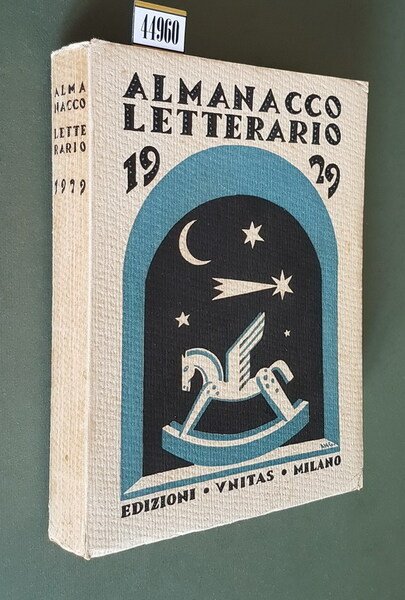 44960
ALMANACCO
LETTERARIO
19 29
EDIZIONI • VNITAS • MILANO
ALMA
NACCO
LETTE
RARIO
1929